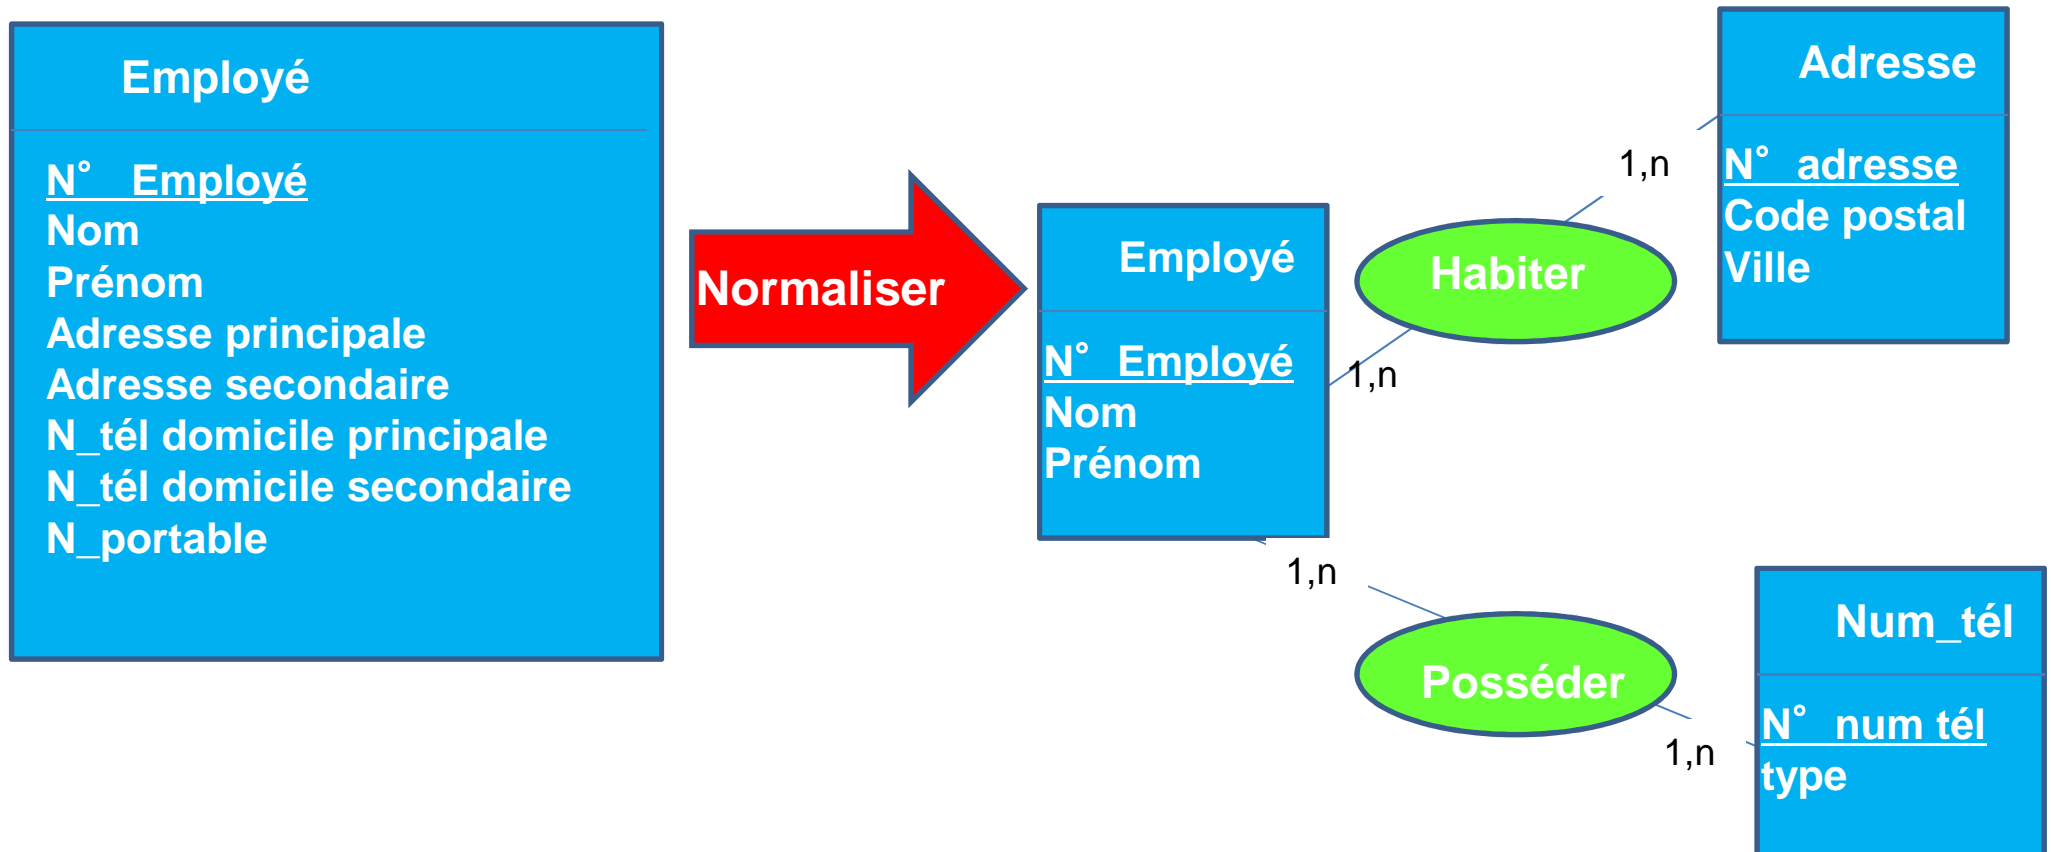 Employé
N° Employé
Nom
Prénom
Adresse principale
Adresse secondaire
N_tél domicile principale
N_tél domicile secondaire
N_portable
Normaliser
Employé
N° Employé
Nom
Prénom
1,n
Habiter
1,n
Adresse
N° adresse
Code postal
Ville
1,n
Posséder
1,n
Num_tél
N° num tél
type